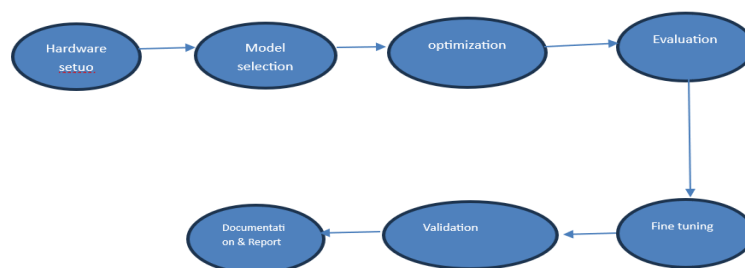 Hardware
setuo
Model
selection
optimization
Evaluation
Fine tuning
Validation
Documentati
on & Report